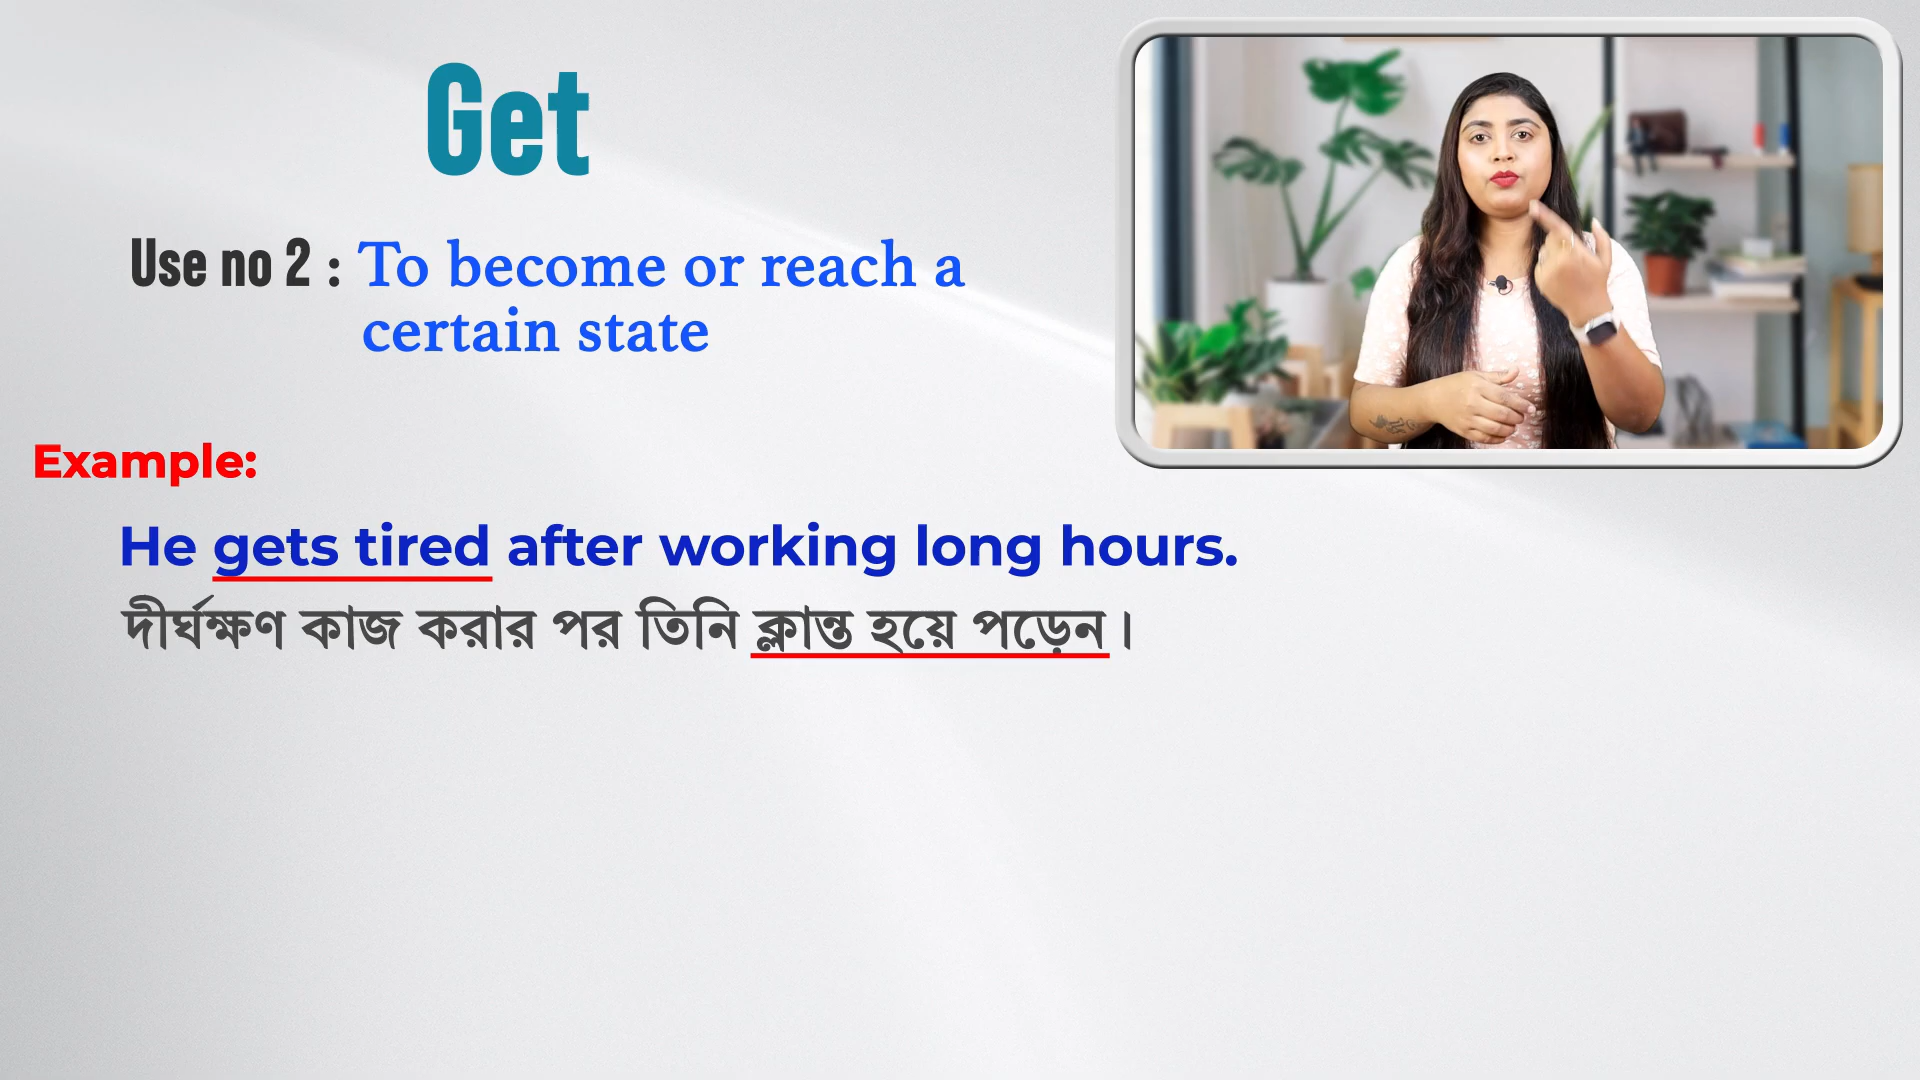 Get
Use no 2 : To become or reach a
certain state
Example:
He gets tired after working long hours.
দীর্ঘক্ষণ কাজ করার পর তিনি ক্লান্ত হয়ে পড়েন।